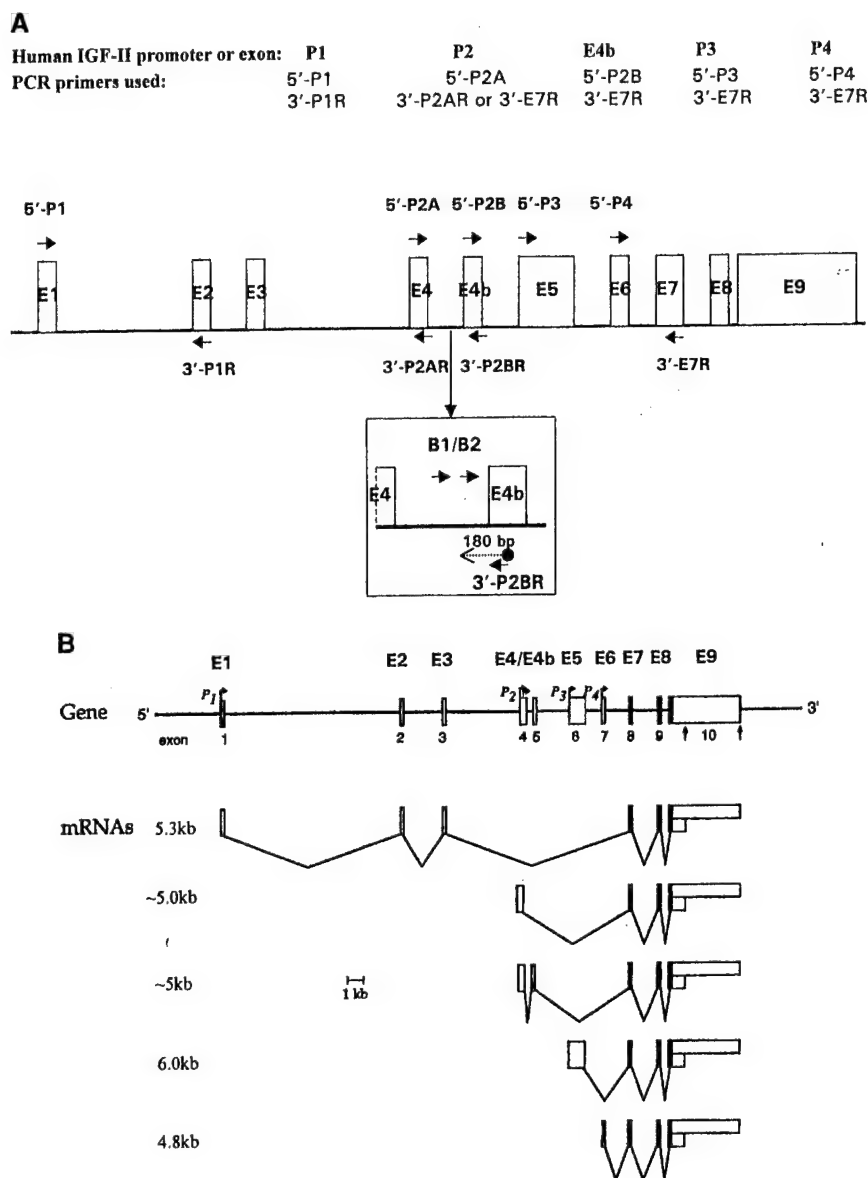 A
Human IGF-II promoter or exon: P1 P2 E4b P3 P4
PCR primers used: 5′-P1 5′-P2A 5′-P2B 5′-P3 5′-P4
3′-P1R 3′-P2AR or 3′-E7R 3′-E7R 3′-E7R 3′-E7R
5′-P1 5′-P2A 5′-P2B 5′-P3 5′-P4
E1 E2 E3 E4 E4b E5 E6 E7 E8 E9
3′-P1R 3′-P2AR 3′-P2BR 3′-E7R
B1/B2
E4 E4b
180 bp
3′-P2BR
B
E1 E2 E3 E4/E4b E5 E6 E7 E8 E9
P1 P2 P3 P4
Gene 5′ 3′
exon 1 2 3 4 5 6 7 8 9 10
mRNAs 5.3kb
~5.0kb
~5kb 1 kb
6.0kb
4.8kb